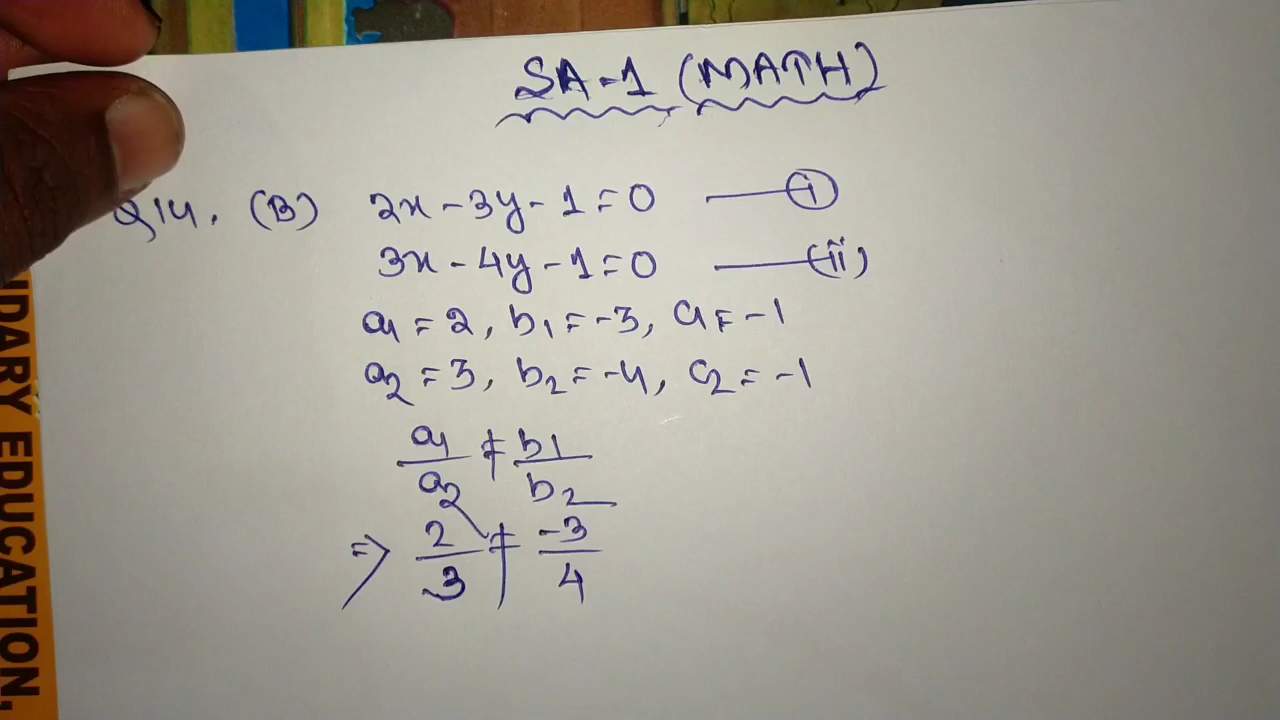 SA-1 (MATH)
Q14. (B) 2x - 3y - 1 = 0 — (i)
3x - 4y - 1 = 0 — (ii)
a1 = 2, b1 = -3, c1 = -1
a2 = 3, b2 = -4, c2 = -1
a1/a2 ≠ b1/b2
⇒ 2/3 ≠ -3/4
NDARY EDUCATION,